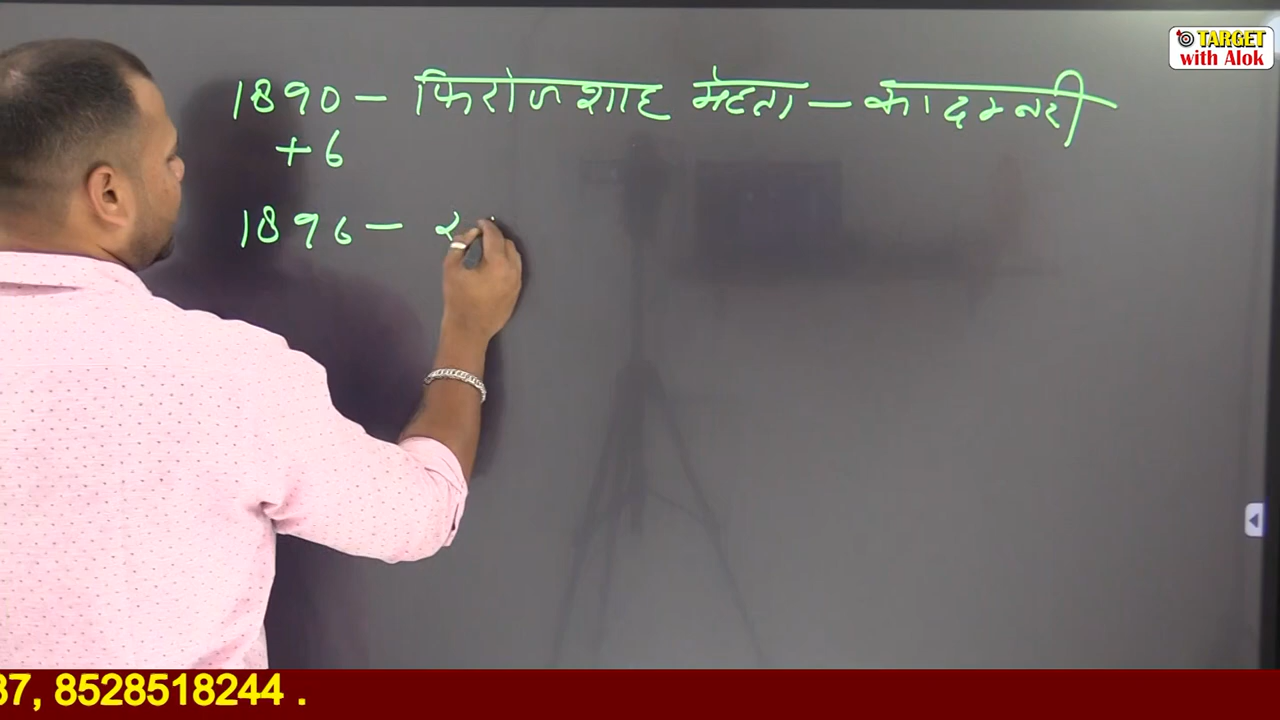 TARGET
with Alok
1890 – फिरोजशाह मेहता – कादम्बरी
+6
1896 – र
37, 8528518244 .